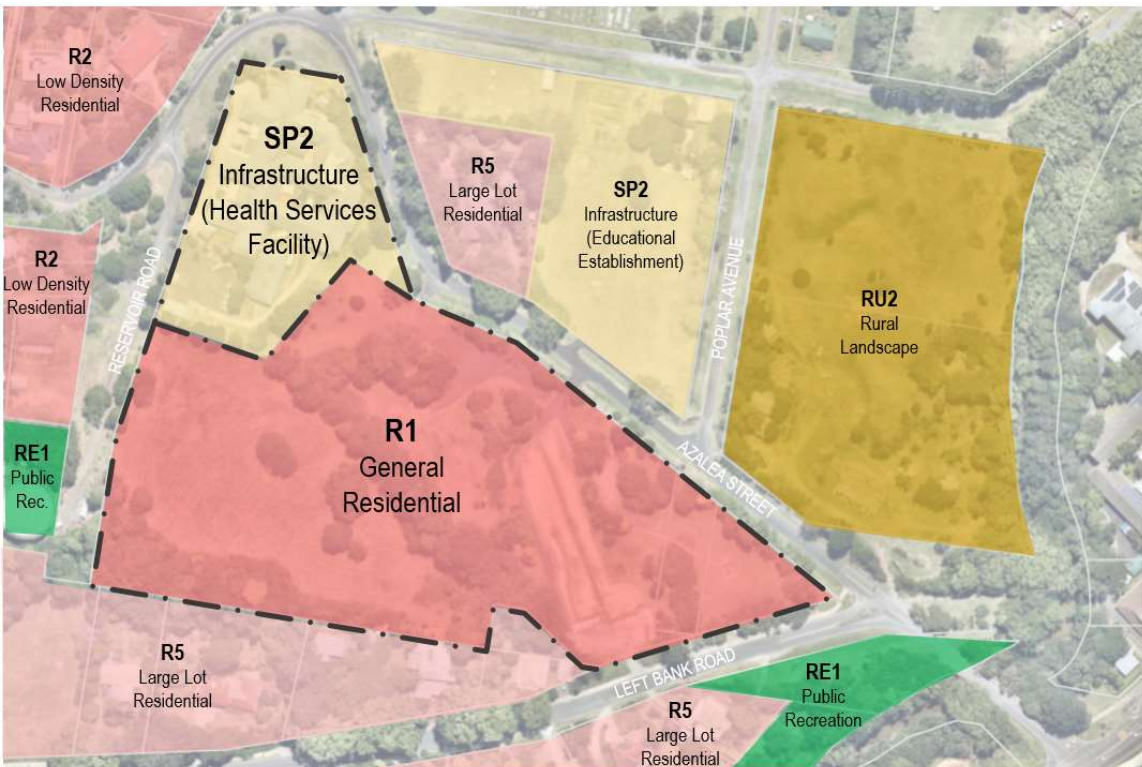 R2
Low Density
Residential
SP2
Infrastructure
(Health Services
Facility)
R5
Large Lot
Residential
SP2
Infrastructure
(Educational
Establishment)
R2
Low Density
Residential
RESERVOIR ROAD
POPLAR AVENUE
RU2
Rural
Landscape
RE1
Public
Rec.
R1
General
Residential
AZALEA STREET
R5
Large Lot
Residential
LEFT BANK ROAD
RE1
Public
Recreation
R5
Large Lot
Residential